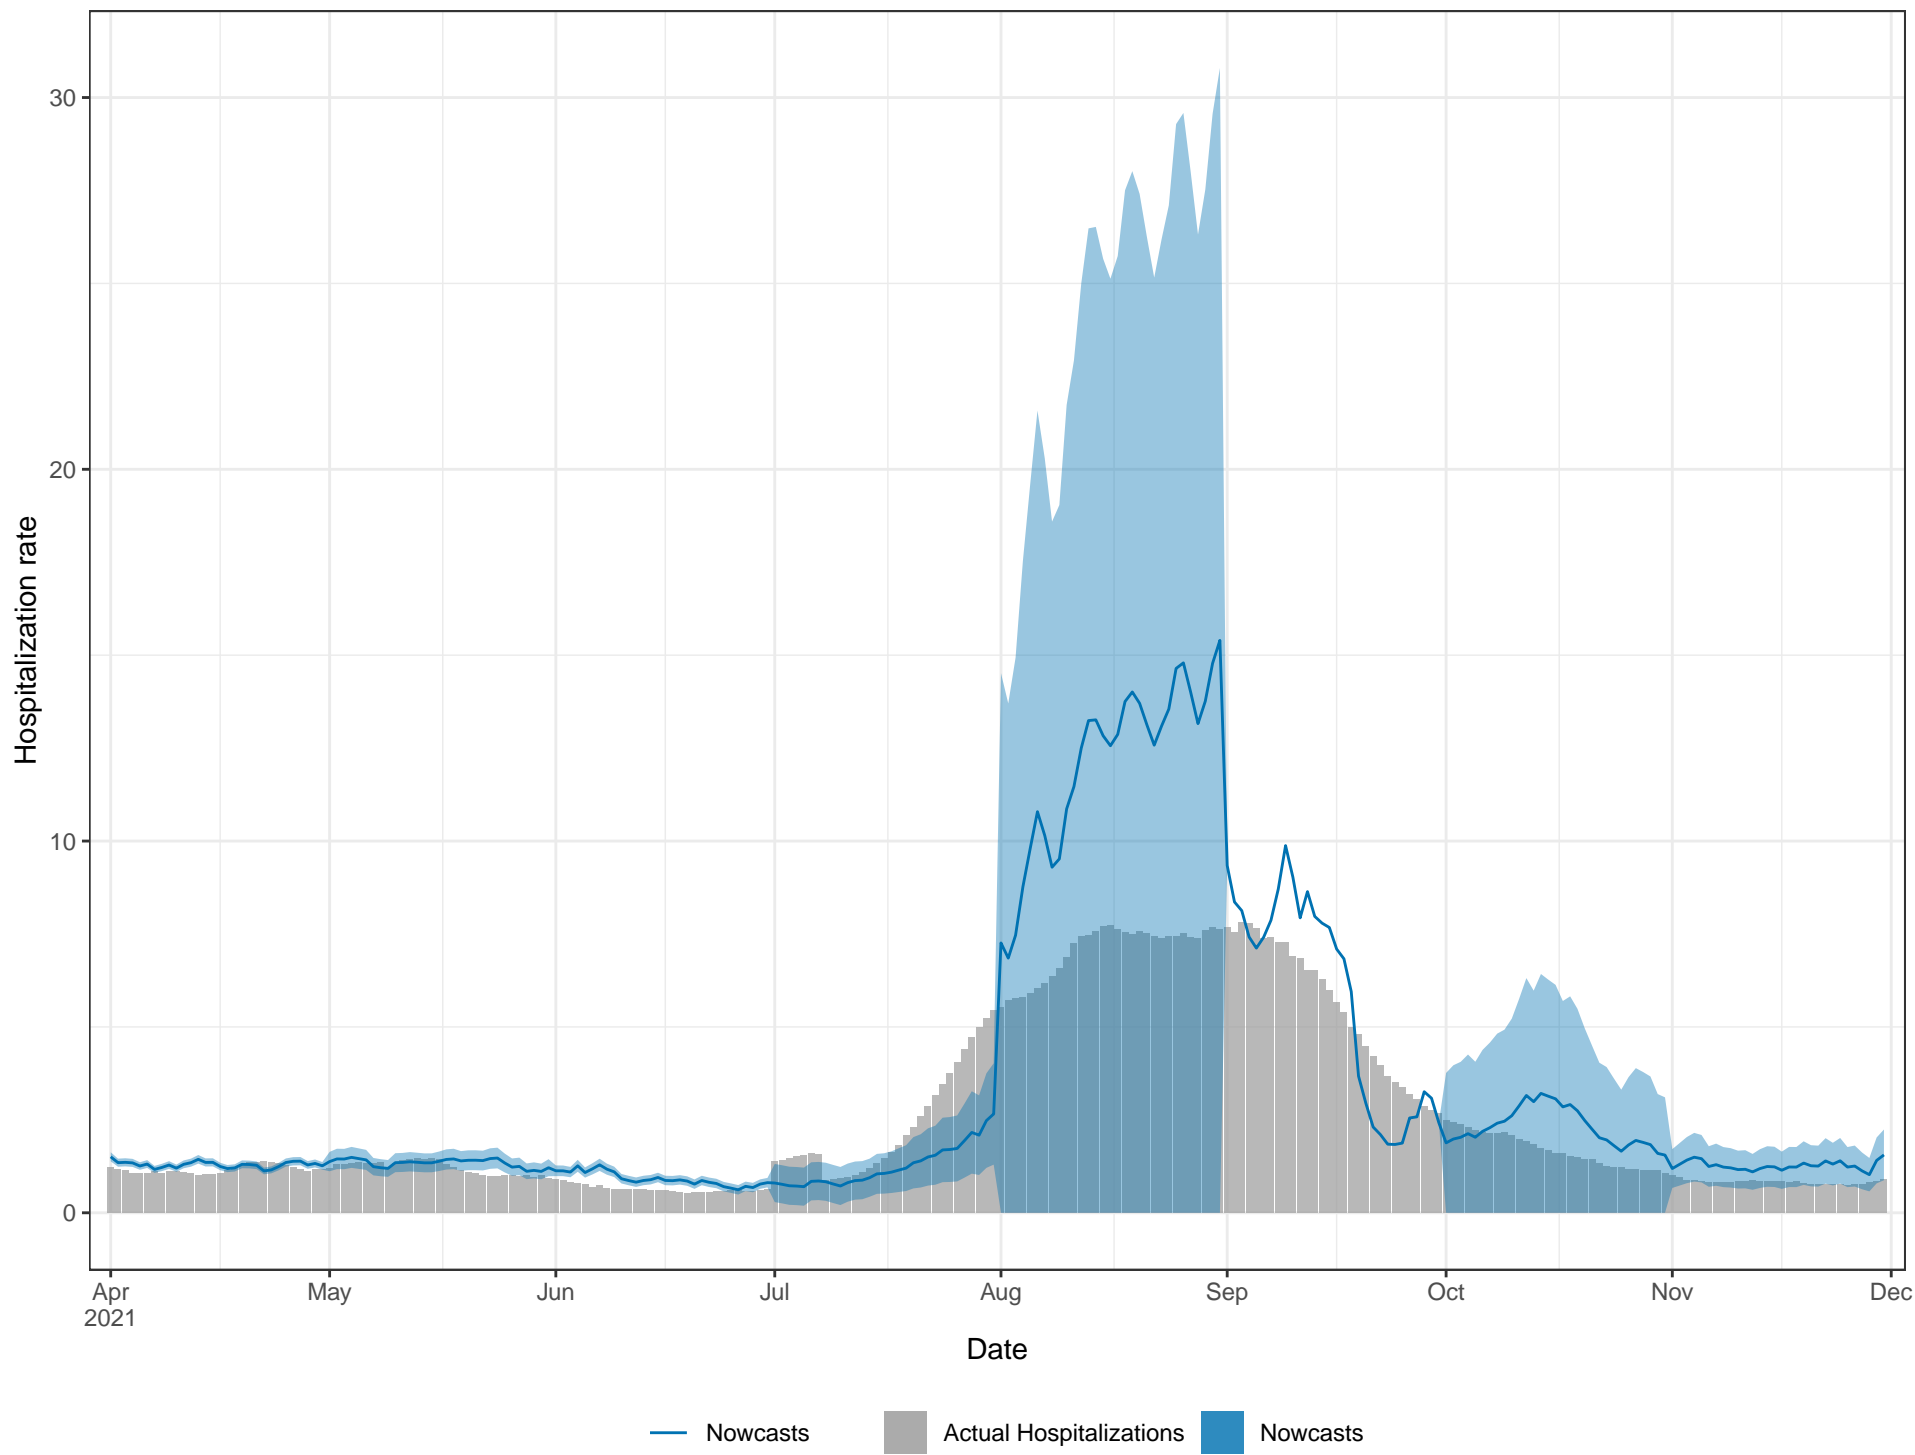 30
20
10
0
Hospitalization rate
Apr May Jun Jul Aug Sep Oct Nov Dec
2021
Date
Nowcasts Actual Hospitalizations Nowcasts